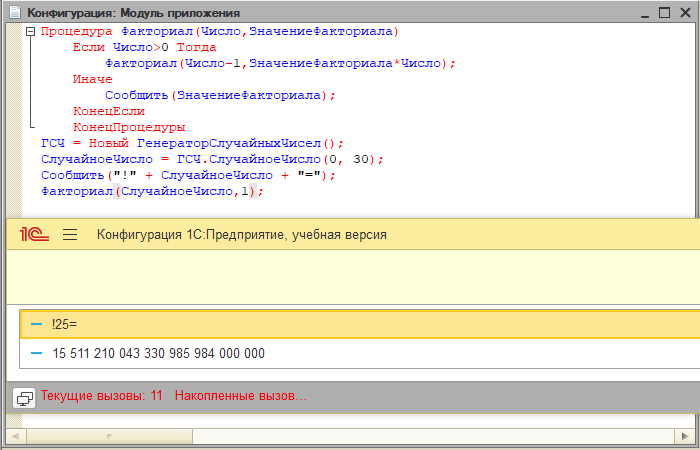 Конфигурация: Модуль приложения
Процедура Факториал(Число,ЗначениеФакториала)
Если Число>0 Тогда
Факториал(Число-1,ЗначениеФакториала*Число);
Иначе
Сообщить(ЗначениеФакториала);
КонецЕсли
КонецПроцедуры
ГСЧ = Новый ГенераторСлучайныхЧисел();
СлучайноеЧисло = ГСЧ.СлучайноеЧисло(0, 30);
Сообщить("!" + СлучайноеЧисло + "=");
Факториал(СлучайноеЧисло,1);
1С Конфигурация 1С:Предприятие, учебная версия
!25=
15 511 210 043 330 985 984 000 000
Текущие вызовы: 11 Накопленные вызов...